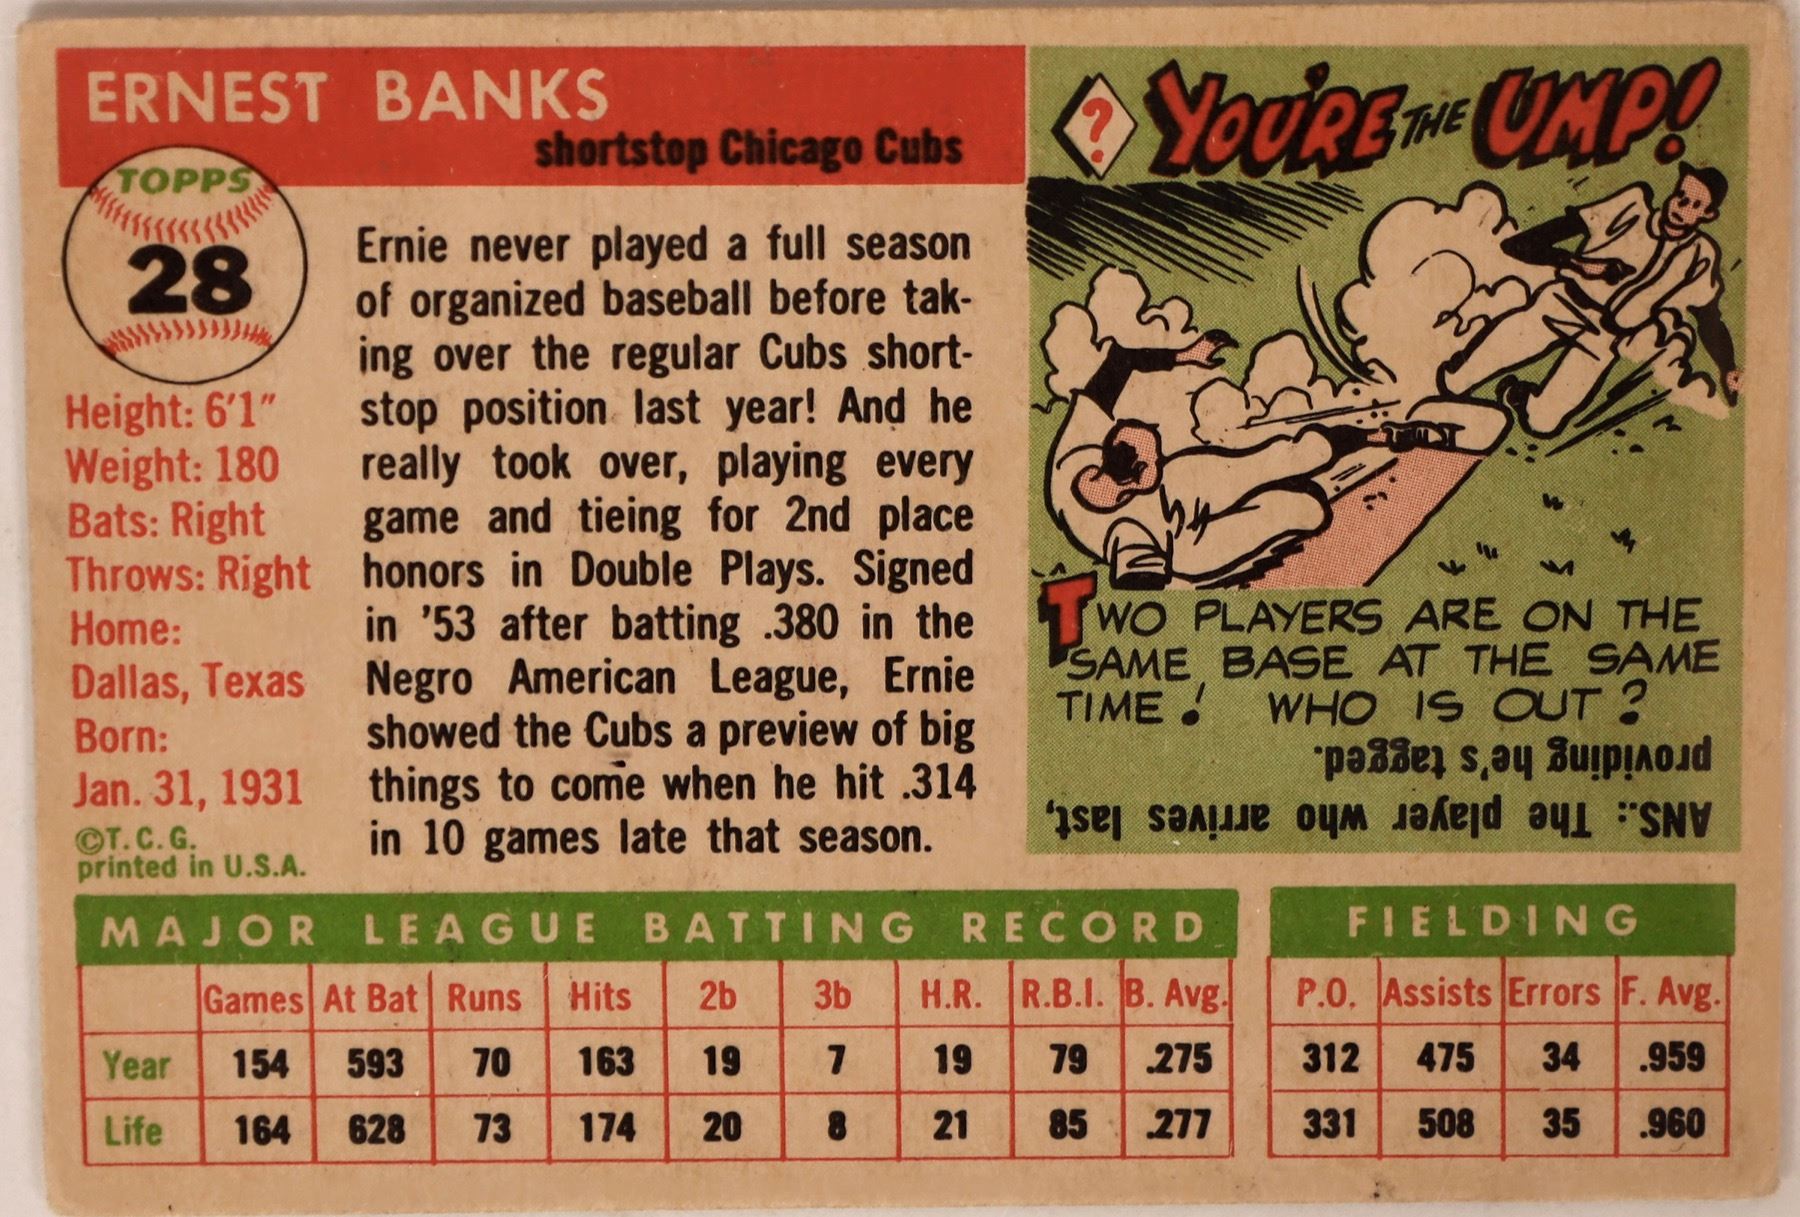 ERNEST BANKS
shortstop Chicago Cubs
TOPPS
28
Height: 6'1"
Weight: 180
Bats: Right
Throws: Right
Home:
Dallas, Texas
Born:
Jan. 31, 1931
©T. C. G.
printed in U.S.A.
Ernie never played a full season
of organized baseball before tak-
ing over the regular Cubs short-
stop position last year! And he
really took over, playing every
game and tieing for 2nd place
honors in Double Plays. Signed
in '53 after batting .380 in the
Negro American League, Ernie
showed the Cubs a preview of big
things to come when he hit .314
in 10 games late that season.
? YOU'RE THE UMP!
TWO PLAYERS ARE ON THE
SAME BASE AT THE SAME
TIME! WHO IS OUT?
ANS.: The player who arrives last,
providing he's tagged.
MAJOR LEAGUE BATTING RECORD
Games At Bat Runs Hits 2b 3b H.R. R.B.I. B. Avg.
Year 154 593 70 163 19 7 19 79 .275
Life 164 628 73 174 20 8 21 85 .277
FIELDING
P.O. Assists Errors F. Avg.
312 475 34 .959
331 508 35 .960